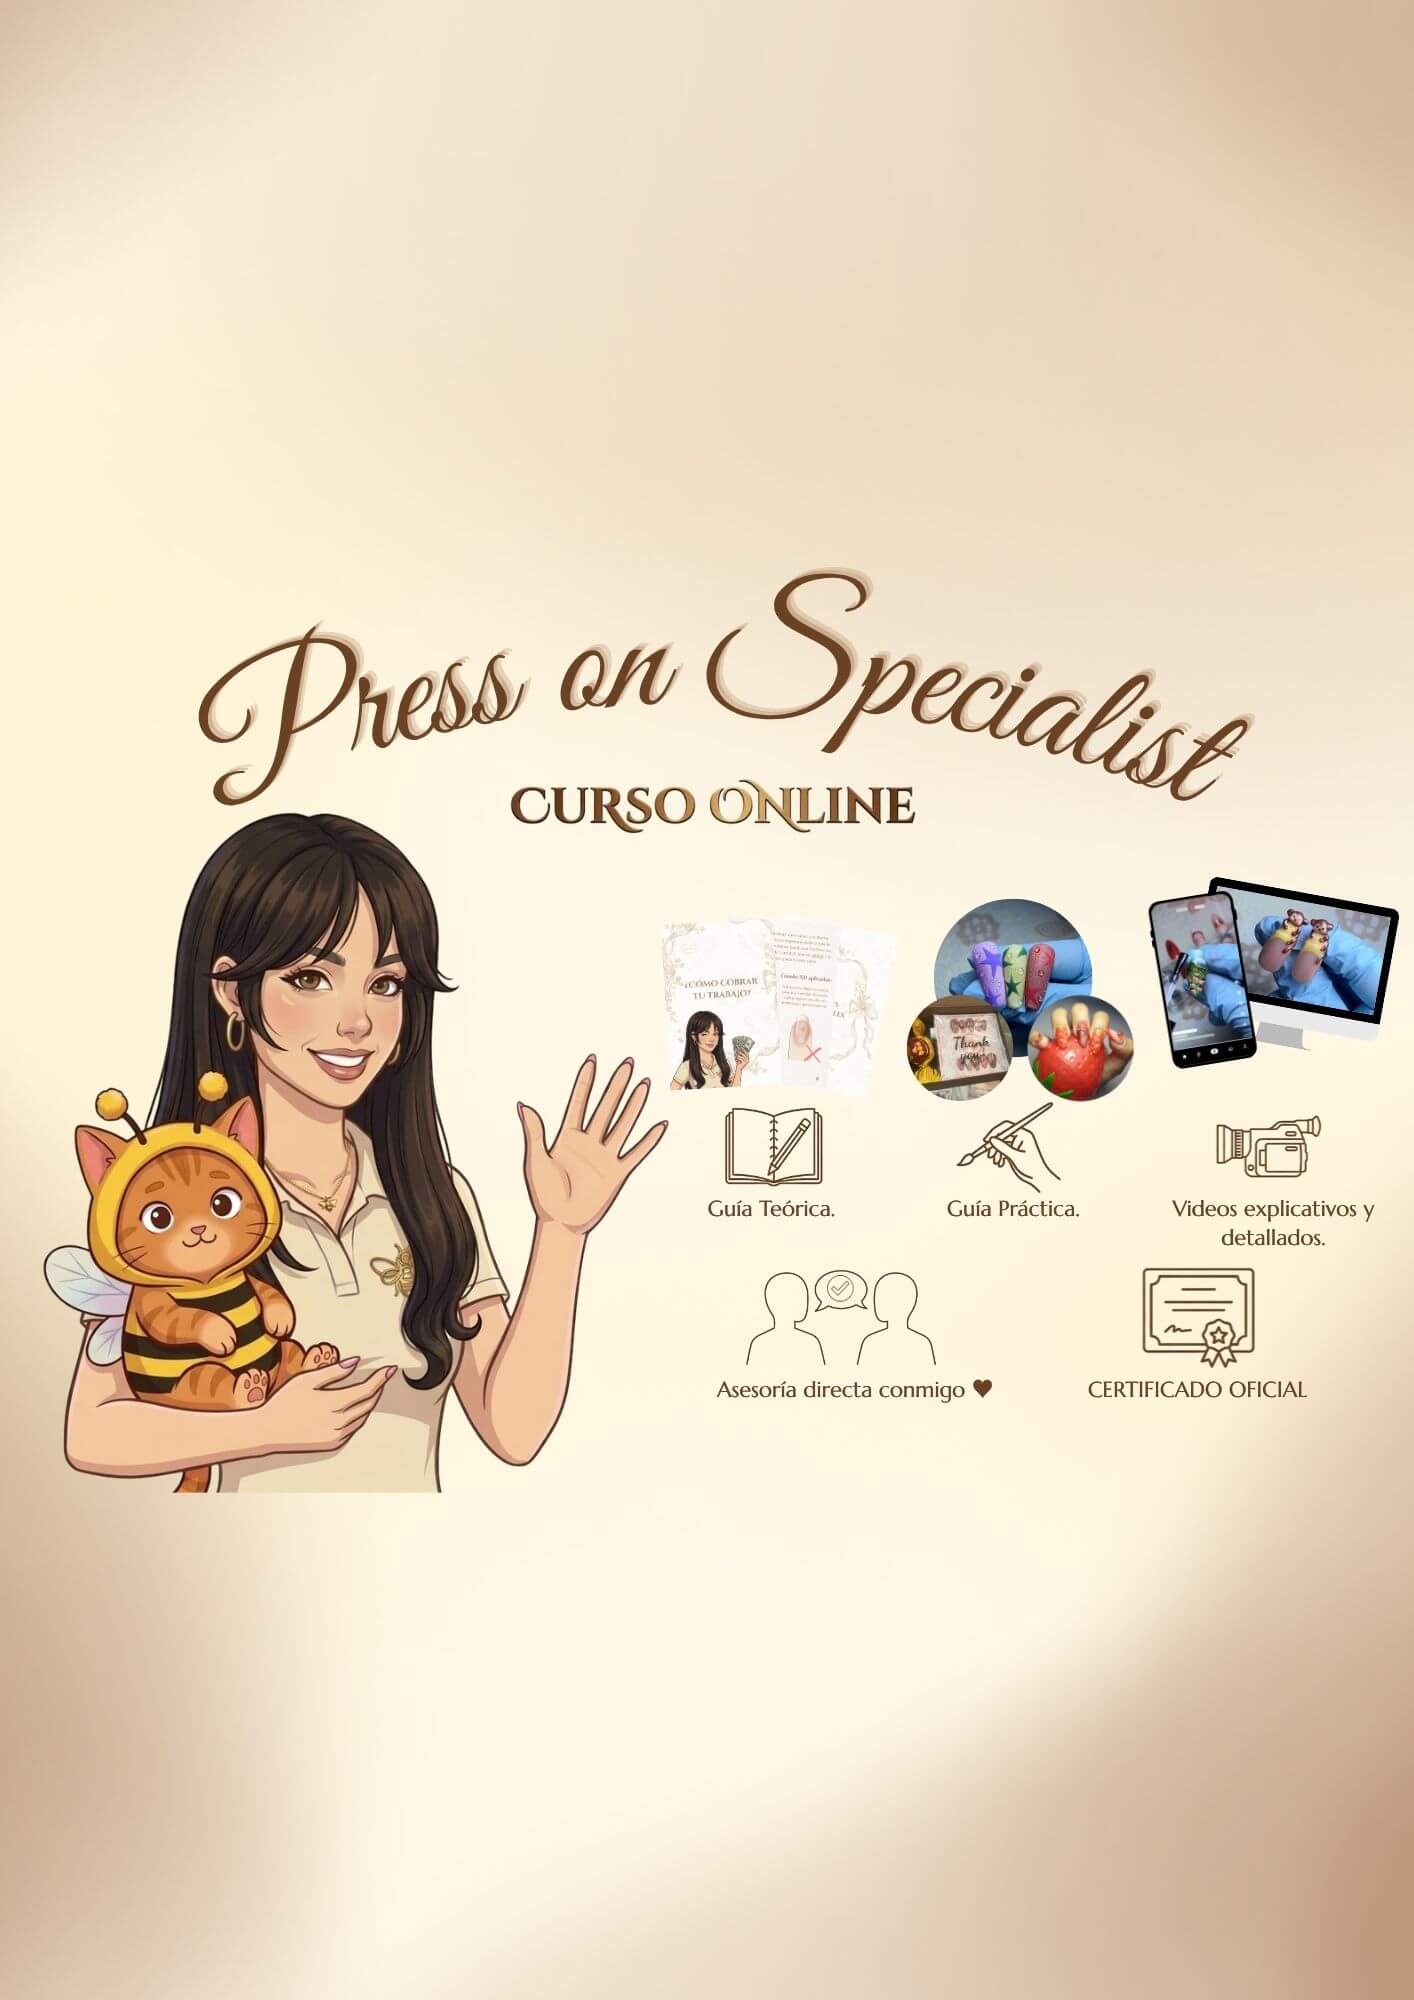 Press on Specialist
CURSO ONLINE
¿CÓMO COBRAR
TU TRABAJO?
Thank
you
Guía Teórica.
Guía Práctica.
Videos explicativos y
detallados.
Asesoría directa conmigo ♥
CERTIFICADO OFICIAL